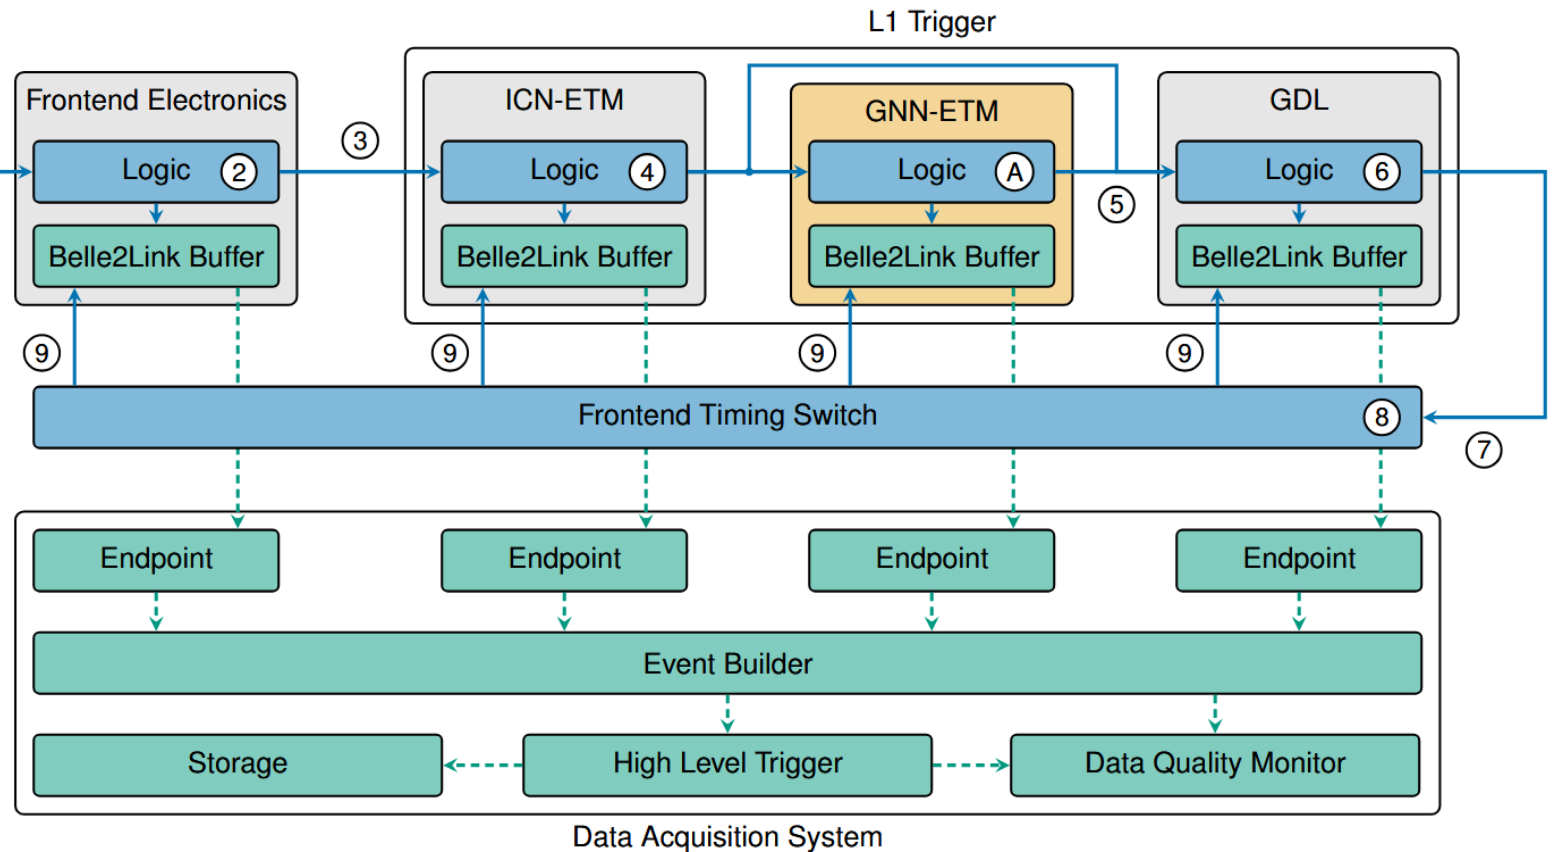 L1 Trigger
Frontend Electronics
ICN-ETM
GNN-ETM
GDL
3
Logic 2
Logic 4
Logic A
Logic 6
5
Belle2Link Buffer
Belle2Link Buffer
Belle2Link Buffer
Belle2Link Buffer
9
9
9
9
Frontend Timing Switch
8
7
Endpoint
Endpoint
Endpoint
Endpoint
Event Builder
Storage
High Level Trigger
Data Quality Monitor
Data Acquisition System